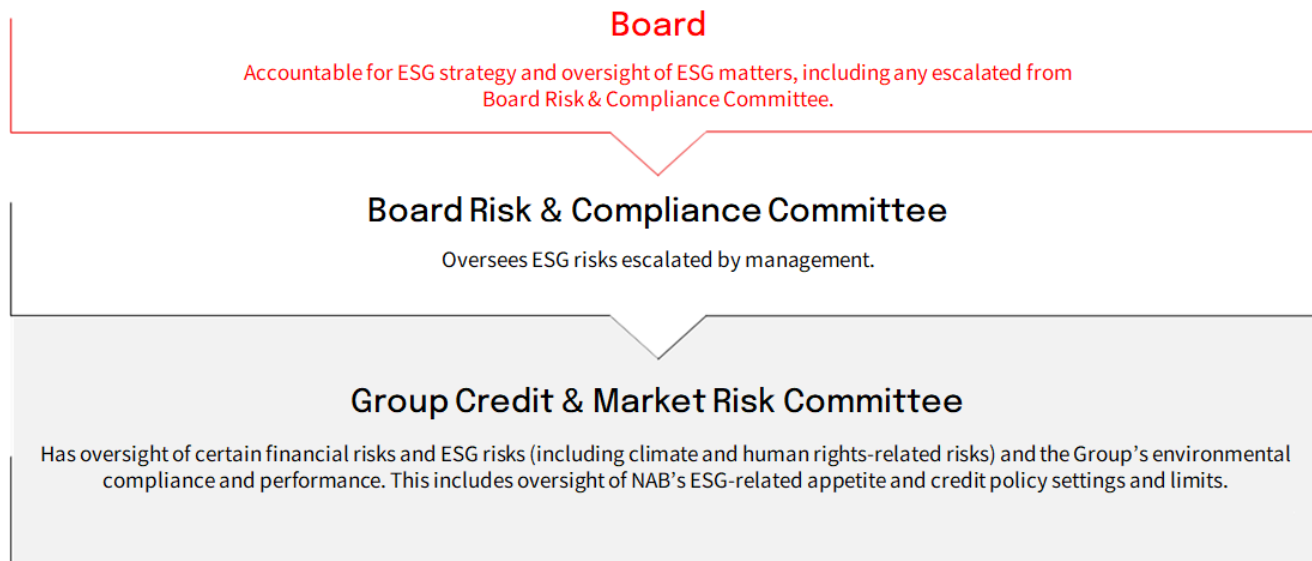 Board
Accountable for ESG strategy and oversight of ESG matters, including any escalated from
Board Risk & Compliance Committee.
Board Risk & Compliance Committee
Oversees ESG risks escalated by management.
Group Credit & Market Risk Committee
Has oversight of certain financial risks and ESG risks (including climate and human rights-related risks) and the Group’s environmental
compliance and performance. This includes oversight of NAB’s ESG-related appetite and credit policy settings and limits.